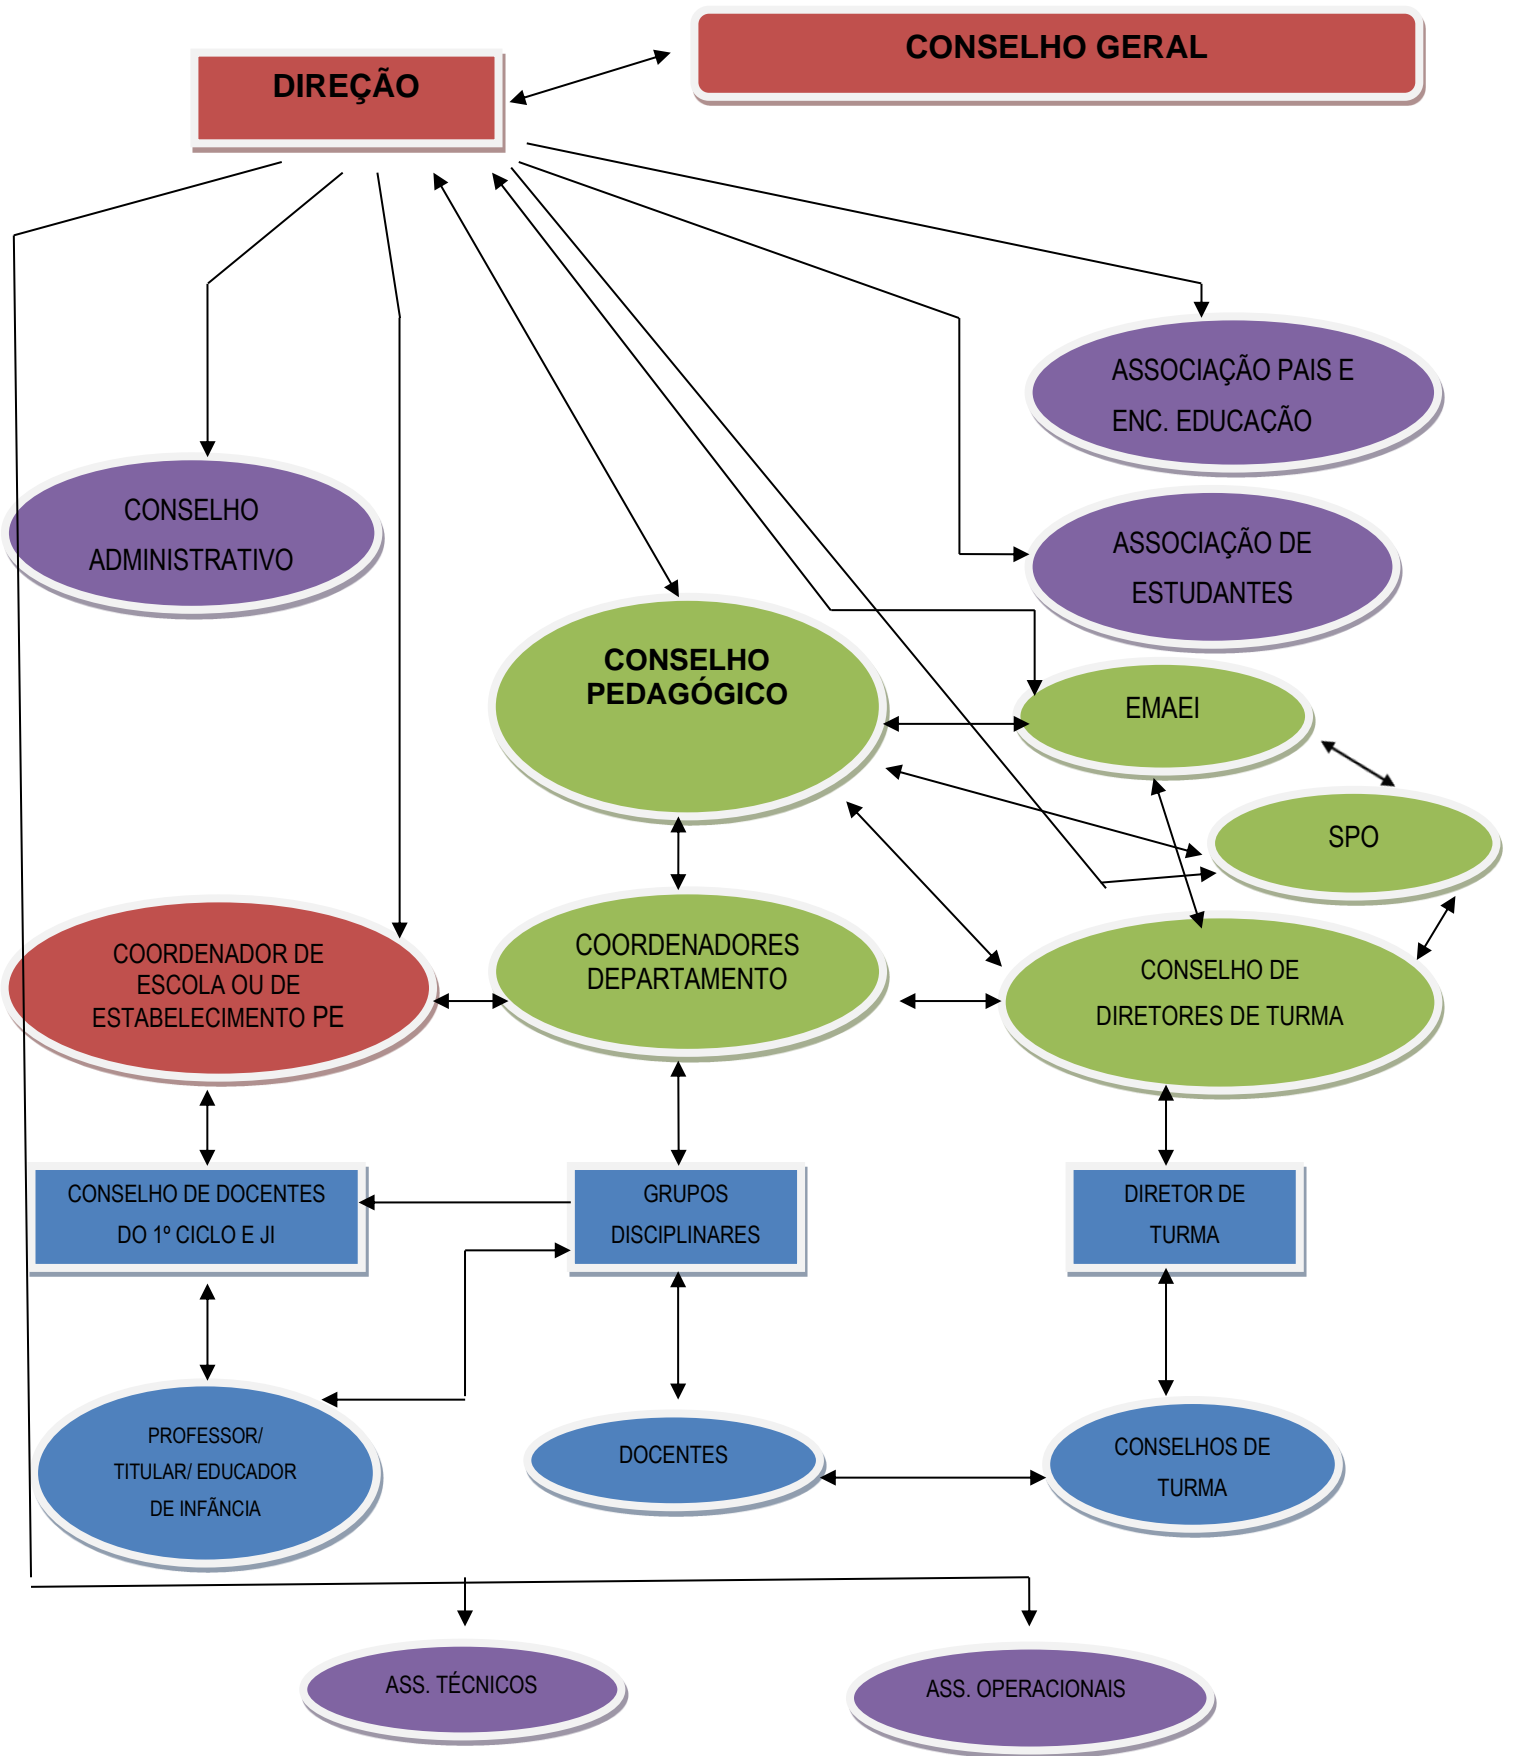 CONSELHO GERAL
DIREÇÃO
ASSOCIAÇÃO PAIS E
ENC. EDUCAÇÃO
CONSELHO
ADMINISTRATIVO
ASSOCIAÇÃO DE
ESTUDANTES
CONSELHO
PEDAGÓGICO
EMAEI
SPO
COORDENADOR DE
ESCOLA OU DE
ESTABELECIMENTO PE
COORDENADORES
DEPARTAMENTO
CONSELHO DE
DIRETORES DE TURMA
CONSELHO DE DOCENTES
DO 1º CICLO E JI
GRUPOS
DISCIPLINARES
DIRETOR DE
TURMA
PROFESSOR/
TITULAR/ EDUCADOR
DE INFÃNCIA
DOCENTES
CONSELHOS DE
TURMA
ASS. TÉCNICOS
ASS. OPERACIONAIS